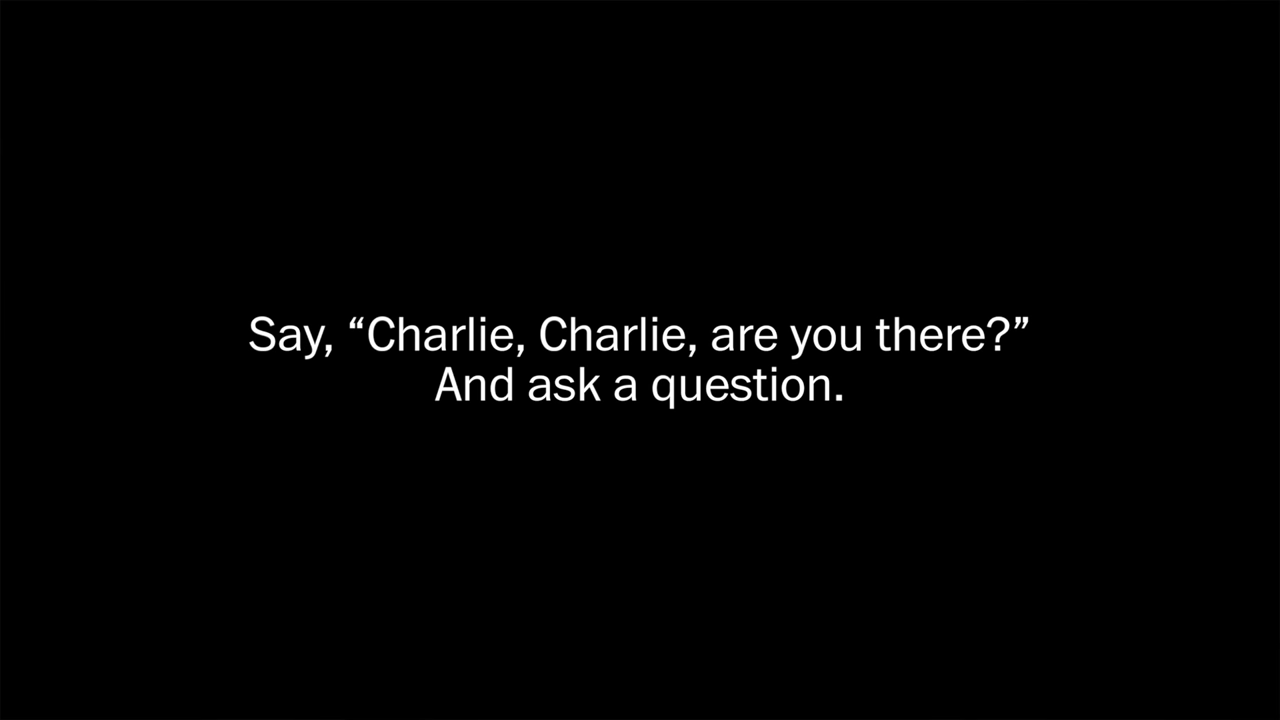 Say, “Charlie, Charlie, are you there?”
And ask a question.